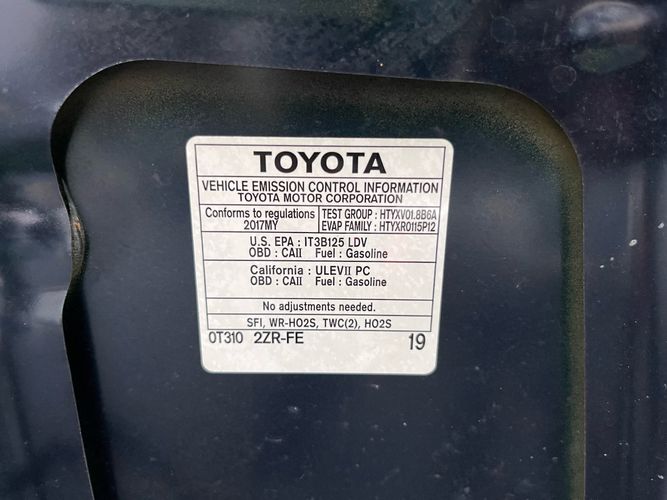 TOYOTA
VEHICLE EMISSION CONTROL INFORMATION
TOYOTA MOTOR CORPORATION
Conforms to regulations
2017MY
TEST GROUP : HTYXV01.8B6A
EVAP FAMILY : HTYXR0115P12
U.S. EPA : IT3B125 LDV
OBD : CAII Fuel : Gasoline
California : ULEVII PC
OBD : CAII Fuel : Gasoline
No adjustments needed.
SFI, WR-HO2S, TWC(2), HO2S
0T310 2ZR-FE 19